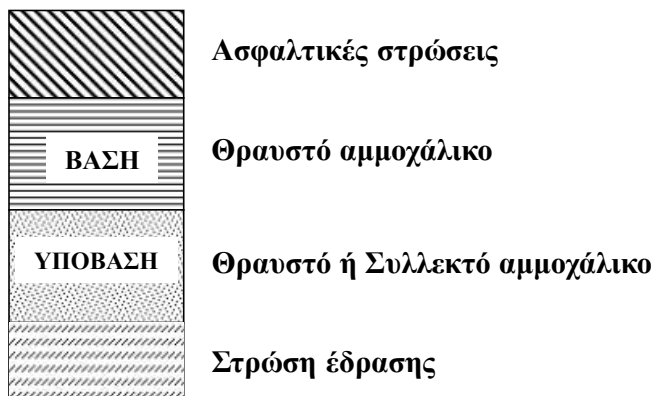 Ασφαλτικές στρώσεις
ΒΑΣΗ
Θραυστό αμμοχάλικο
ΥΠΟΒΑΣΗ
Θραυστό ή Συλλεκτό αμμοχάλικο
Στρώση έδρασης